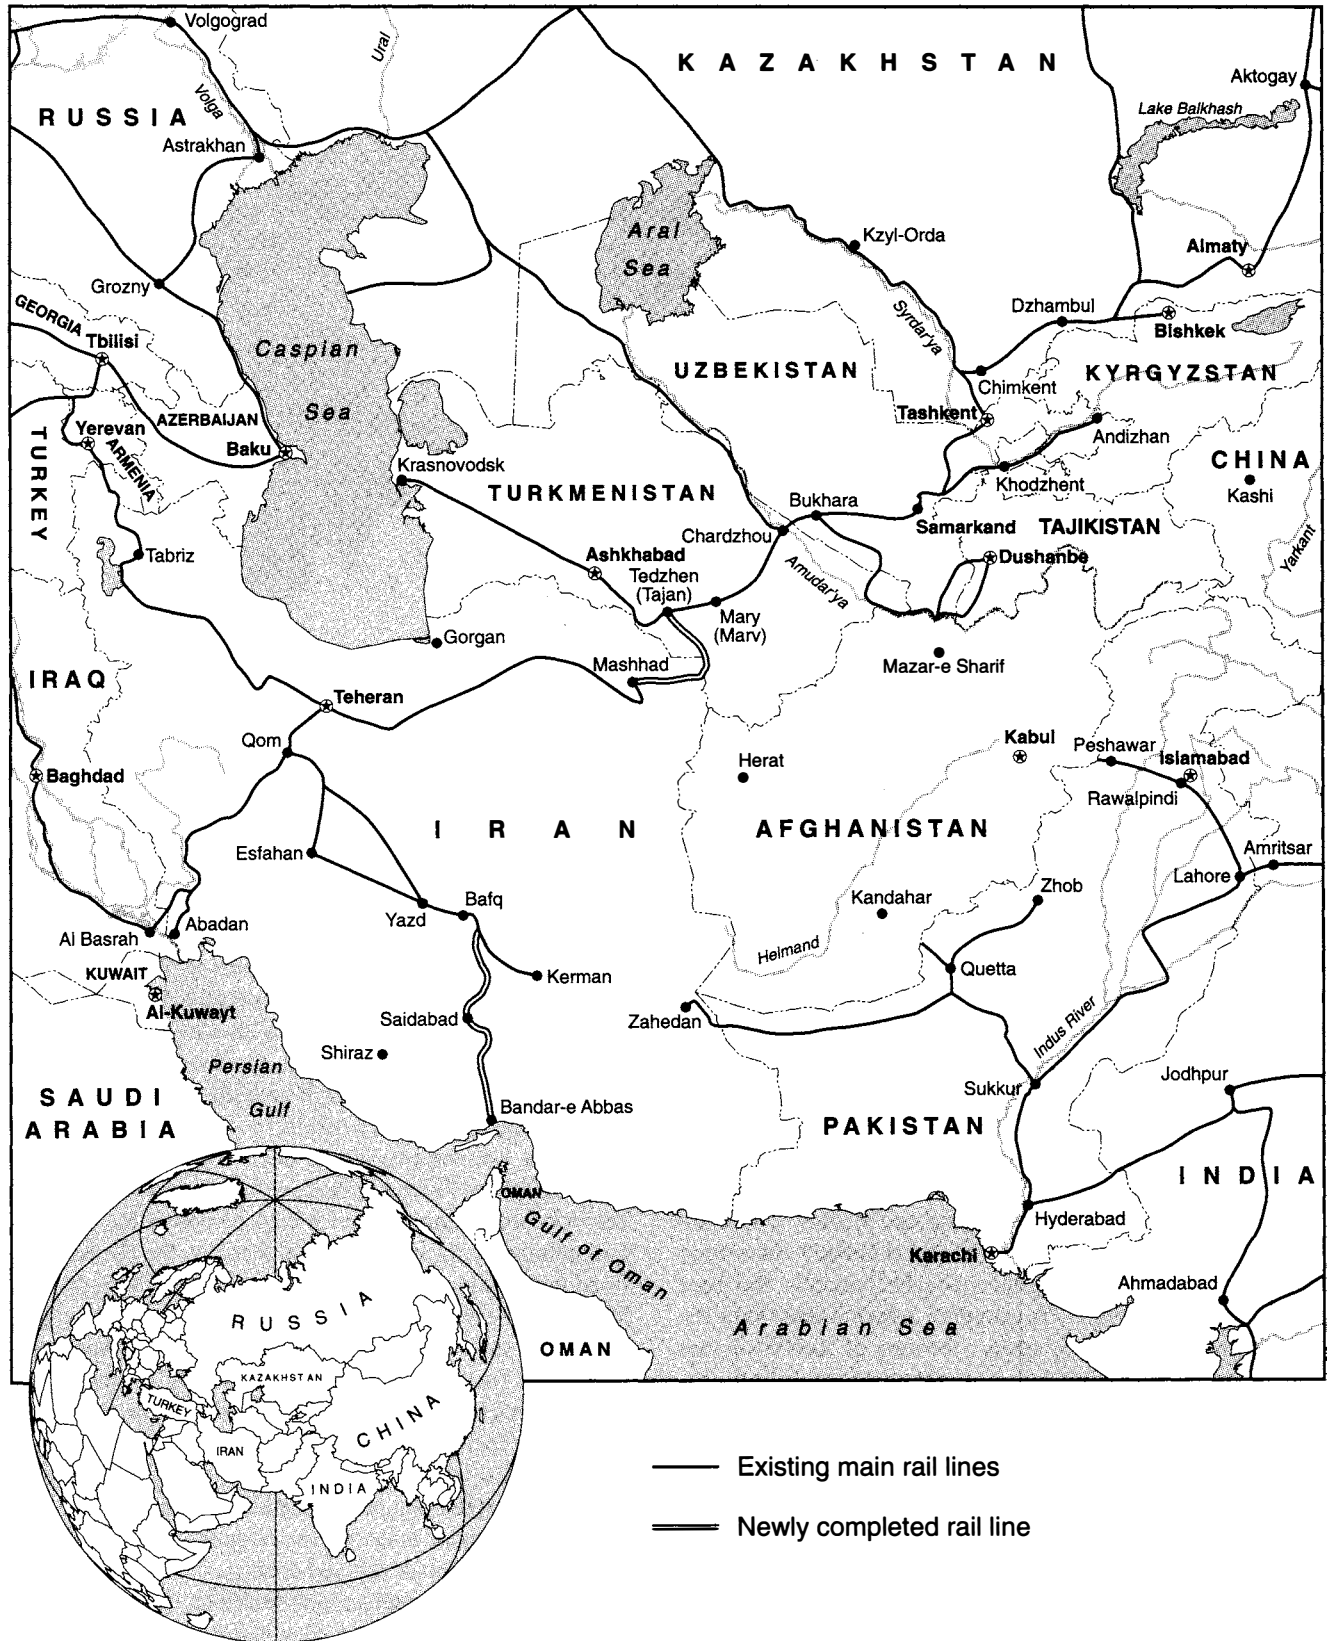 Volgograd
Ural
KAZAKHSTAN
Aktogay
Volga
Lake Balkhash
RUSSIA
Astrakhan
Aral
Sea
Kzyl-Orda
Almaty
Grozny
Syrdar'ya
Dzhambul
GEORGIA
Tbilisi
Bishkek
Caspian
Sea
UZBEKISTAN
Chimkent
KYRGYZSTAN
Tashkent
AZERBAIJAN
Yerevan
ARMENIA
TURKEY
Baku
Andizhan
CHINA
Kashi
Krasnovodsk
TURKMENISTAN
Bukhara
Khodzhent
Samarkand
TAJIKISTAN
Chardzhou
Yarkant
Tabriz
Ashkhabad
Tedzhen
(Tajan)
Amudar'ya
Dushanbe
Mary
(Marv)
Gorgan
Mashhad
Mazar-e Sharif
IRAQ
Teheran
Qom
Kabul
Peshawar
Islamabad
Baghdad
Herat
Rawalpindi
IRAN
AFGHANISTAN
Esfahan
Amritsar
Lahore
Kandahar
Zhob
Yazd
Bafq
Al Basrah
Abadan
Helmand
KUWAIT
Kerman
Quetta
Al-Kuwayt
Saidabad
Zahedan
Indus River
Shiraz
Persian
Gulf
Sukkur
Jodhpur
SAUDI
ARABIA
Bandar-e Abbas
PAKISTAN
INDIA
OMAN
Gulf of Oman
Hyderabad
Karachi
Ahmadabad
Arabian Sea
OMAN
RUSSIA
KAZAKHSTAN
TURKEY
CHINA
IRAN
INDIA
Existing main rail lines
Newly completed rail line